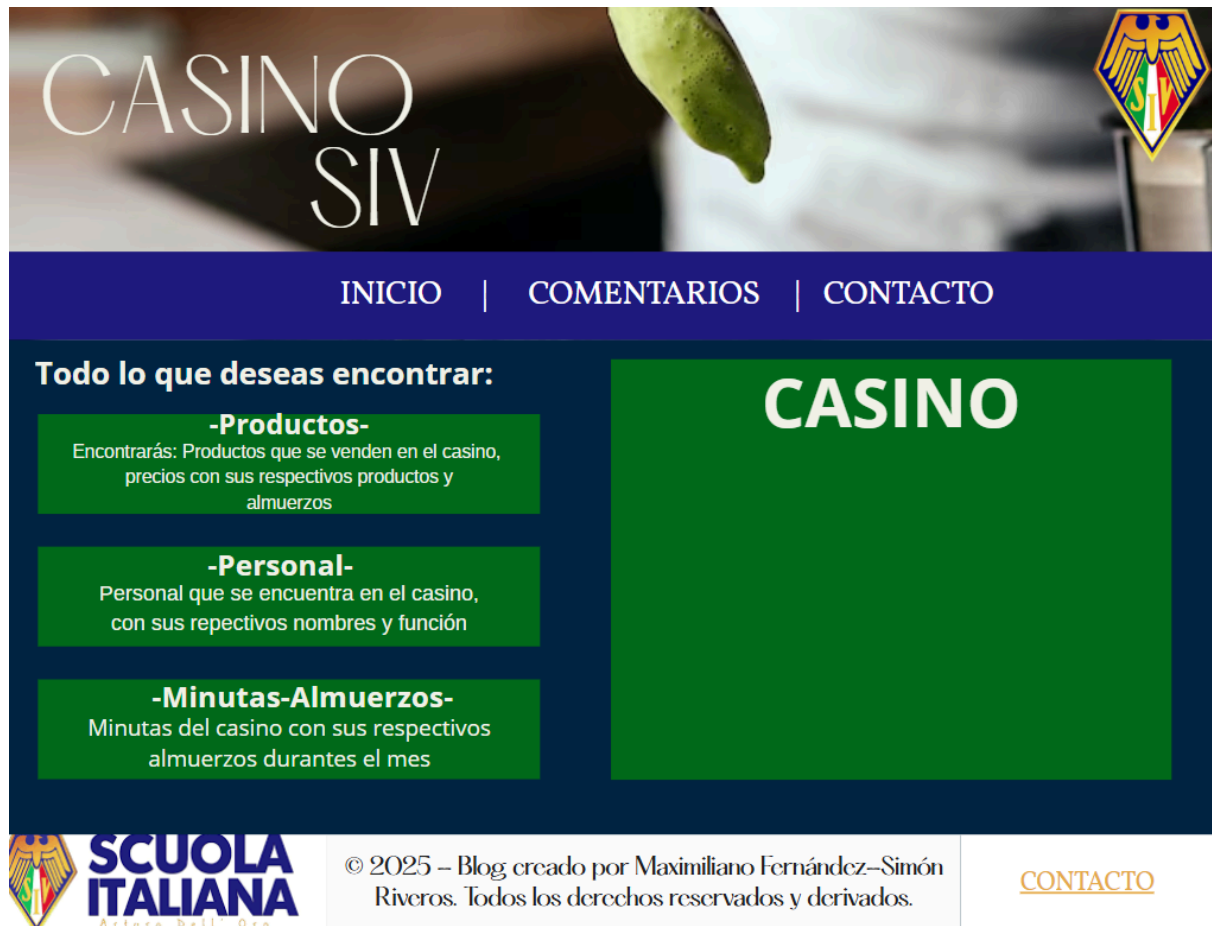 CASINO
SIV
SIV
INICIO | COMENTARIOS | CONTACTO
Todo lo que deseas encontrar:
-Productos-
Encontrarás: Productos que se venden en el casino,
precios con sus respectivos productos y
almuerzos
-Personal-
Personal que se encuentra en el casino,
con sus repectivos nombres y función
-Minutas-Almuerzos-
Minutas del casino con sus respectivos
almuerzos durantes el mes
CASINO
SIV
SCUOLA
ITALIANA
Arturo Dell' Oro
© 2025 – Blog creado por Maximiliano Fernández–Simón
Riveros. Todos los derechos reservados y derivados.
CONTACTO